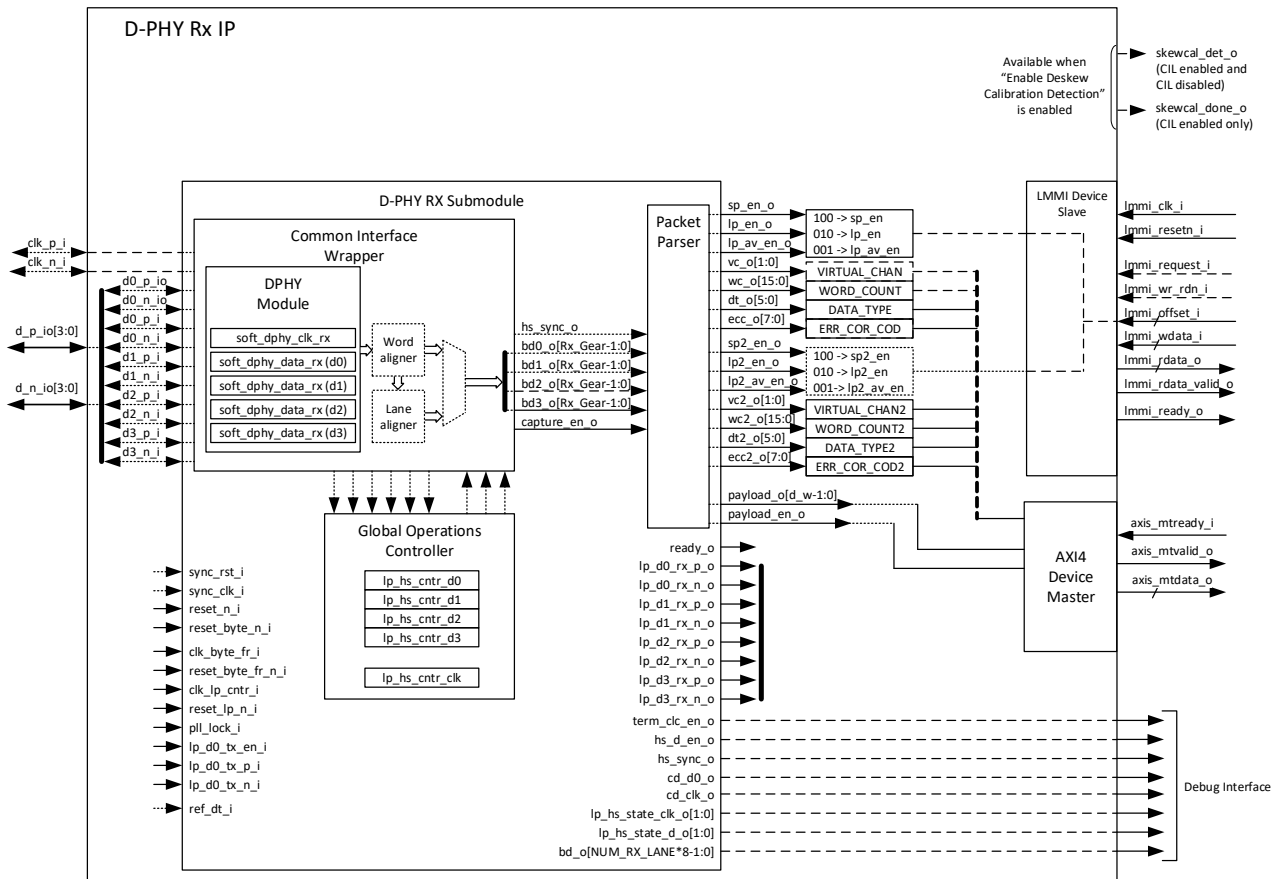 D-PHY Rx IP
Available when
"Enable Deskew
Calibration Detection"
is enabled
skewcal_det_o
(CIL enabled and
CIL disabled)
skewcal_done_o
(CIL enabled only)
D-PHY RX Submodule
Common Interface
Wrapper
DPHY
Module
soft_dphy_clk_rx
soft_dphy_data_rx (d0)
soft_dphy_data_rx (d1)
soft_dphy_data_rx (d2)
soft_dphy_data_rx (d3)
Word
aligner
Lane
aligner
clk_p_i
clk_n_i
d_p_io[3:0]
d_n_io[3:0]
d0_p_io
d0_n_io
d0_p_i
d0_n_i
d1_p_i
d1_n_i
d2_p_i
d2_n_i
d3_p_i
d3_n_i
hs_sync_o
bd0_o[Rx_Gear-1:0]
bd1_o[Rx_Gear-1:0]
bd2_o[Rx_Gear-1:0]
bd3_o[Rx_Gear-1:0]
capture_en_o
Packet
Parser
sp_en_o
lp_en_o
lp_av_en_o
vc_o[1:0]
wc_o[15:0]
dt_o[5:0]
ecc_o[7:0]
sp2_en_o
lp2_en_o
lp2_av_en_o
vc2_o[1:0]
wc2_o[15:0]
dt2_o[5:0]
ecc2_o[7:0]
payload_o[d_w-1:0]
payload_en_o
100 -> sp_en
010 -> lp_en
001 -> lp_av_en
VIRTUAL_CHAN
WORD_COUNT
DATA_TYPE
ERR_COR_COD
100 -> sp2_en
010 -> lp2_en
001-> lp2_av_en
VIRTUAL_CHAN2
WORD_COUNT2
DATA_TYPE2
ERR_COR_COD2
LMMI Device
Slave
lmmi_clk_i
lmmi_resetn_i
lmmi_request_i
lmmi_wr_rdn_i
lmmi_offset_i
lmmi_wdata_i
lmmi_rdata_o
lmmi_rdata_valid_o
lmmi_ready_o
AXI4
Device
Master
axis_mtready_i
axis_mtvalid_o
axis_mtdata_o
Global Operations
Controller
lp_hs_cntr_d0
lp_hs_cntr_d1
lp_hs_cntr_d2
lp_hs_cntr_d3
lp_hs_cntr_clk
sync_rst_i
sync_clk_i
reset_n_i
reset_byte_n_i
clk_byte_fr_i
reset_byte_fr_n_i
clk_lp_cntr_i
reset_lp_n_i
pll_lock_i
lp_d0_tx_en_i
lp_d0_tx_p_i
lp_d0_tx_n_i
ref_dt_i
ready_o
lp_d0_rx_p_o
lp_d0_rx_n_o
lp_d1_rx_p_o
lp_d1_rx_n_o
lp_d2_rx_p_o
lp_d2_rx_n_o
lp_d3_rx_p_o
lp_d3_rx_n_o
term_clc_en_o
hs_d_en_o
hs_sync_o
cd_d0_o
cd_clk_o
lp_hs_state_clk_o[1:0]
lp_hs_state_d_o[1:0]
bd_o[NUM_RX_LANE*8-1:0]
Debug Interface